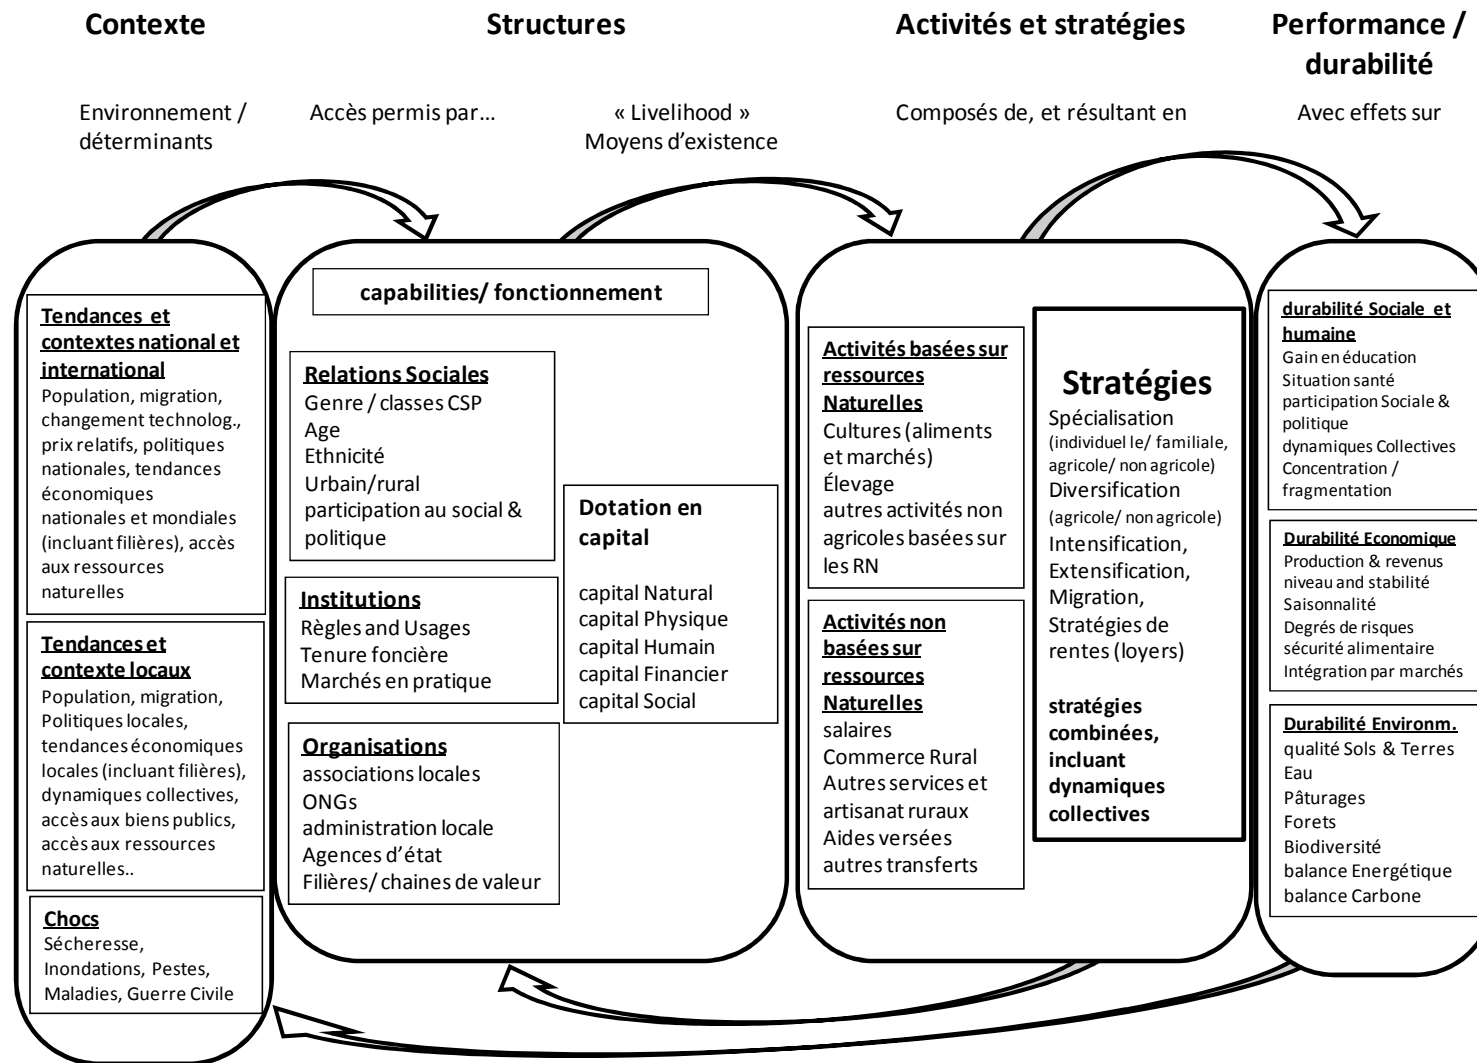 Contexte
Structures
Activités et stratégies
Performance /
durabilité
Environnement /
déterminants
Accès permis par...
« Livelihood »
Moyens d'existence
Composés de, et résultant en
Avec effets sur
Tendances et
contextes national et
international
Population, migration,
changement technolog.,
prix relatifs, politiques
nationales, tendances
économiques
nationales et mondiales
(incluant filières), accès
aux ressources
naturelles
Tendances et
contexte locaux
Population, migration,
Politiques locales,
tendances économiques
locales (incluant filières),
dynamiques collectives,
accès aux biens publics,
accès aux ressources
naturelles..
Chocs
Sécheresse,
Inondations, Pestes,
Maladies, Guerre Civile
capabilities/ fonctionnement
Relations Sociales
Genre / classes CSP
Age
Ethnicité
Urbain/rural
participation au social &
politique
Institutions
Règles and Usages
Tenure foncière
Marchés en pratique
Organisations
associations locales
ONGs
administration locale
Agences d'état
Filières/ chaines de valeur
Dotation en
capital
capital Natural
capital Physique
capital Humain
capital Financier
capital Social
Activités basées sur
ressources
Naturelles
Cultures (aliments
et marchés)
Élevage
autres activités non
agricoles basées sur
les RN
Activités non
basées sur
ressources
Naturelles
salaires
Commerce Rural
Autres services et
artisanat ruraux
Aides versées
autres transferts
Stratégies
Spécialisation
(individuel le/ familiale,
agricole/ non agricole)
Diversification
(agricole/ non agricole)
Intensification,
Extensification,
Migration,
Stratégies de
rentes (loyers)
stratégies
combinées,
incluant
dynamiques
collectives
durabilité Sociale et
humaine
Gain en éducation
Situation santé
participation Sociale &
politique
dynamiques Collectives
Concentration /
fragmentation
Durabilité Economique
Production & revenus
niveau and stabilité
Saisonnalité
Degrés de risques
sécurité alimentaire
Intégration par marchés
Durabilité Environm.
qualité Sols & Terres
Eau
Pâturages
Forets
Biodiversité
balance Energétique
balance Carbone